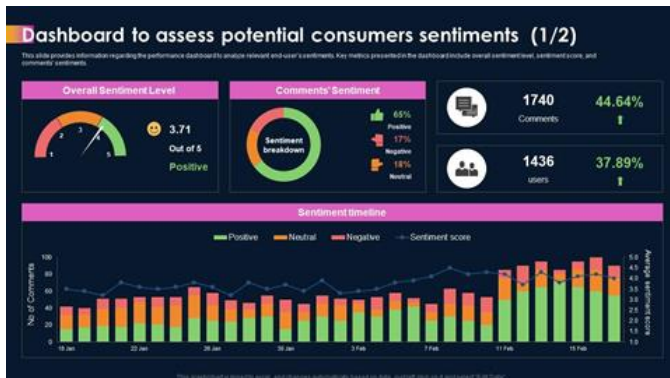 Dashboard to assess potential consumers sentiments (1/2)
This slide provides information regarding the performance dashboard to analyze relevant end-user's sentiments. Key metrics presented in the dashboard include overall sentiment level, sentiment score, and
comments' sentiments.
Overall Sentiment Level
1 2 3 4 5
3.71
Out of 5
Positive
Comments' Sentiment
Sentiment
breakdown
65%
Positive
17%
Negative
18%
Neutral
1740
Comments
44.64%
1436
users
37.89%
Sentiment timeline
Positive Neutral Negative Sentiment score
No of Comments
100
80
60
40
20
0
Average sentiment score
5.0
4.5
4.0
3.5
3.0
2.5
2.0
1.5
1.0
18 Jan 22 Jan 26 Jan 30 Jan 3 Feb 7 Feb 11 Feb 15 Feb